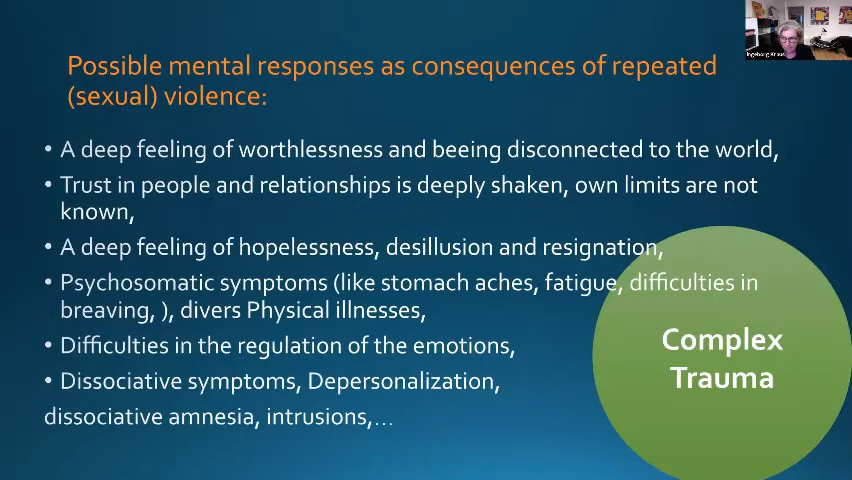 Ingeborg Kraus
Possible mental responses as consequences of repeated
(sexual) violence:
• A deep feeling of worthlessness and beeing disconnected to the world,
• Trust in people and relationships is deeply shaken, own limits are not
known,
• A deep feeling of hopelessness, desillusion and resignation,
• Psychosomatic symptoms (like stomach aches, fatigue, difficulties in
breaving, ), divers Physical illnesses,
• Difficulties in the regulation of the emotions,
• Dissociative symptoms, Depersonalization,
dissociative amnesia, intrusions,...
Complex
Trauma